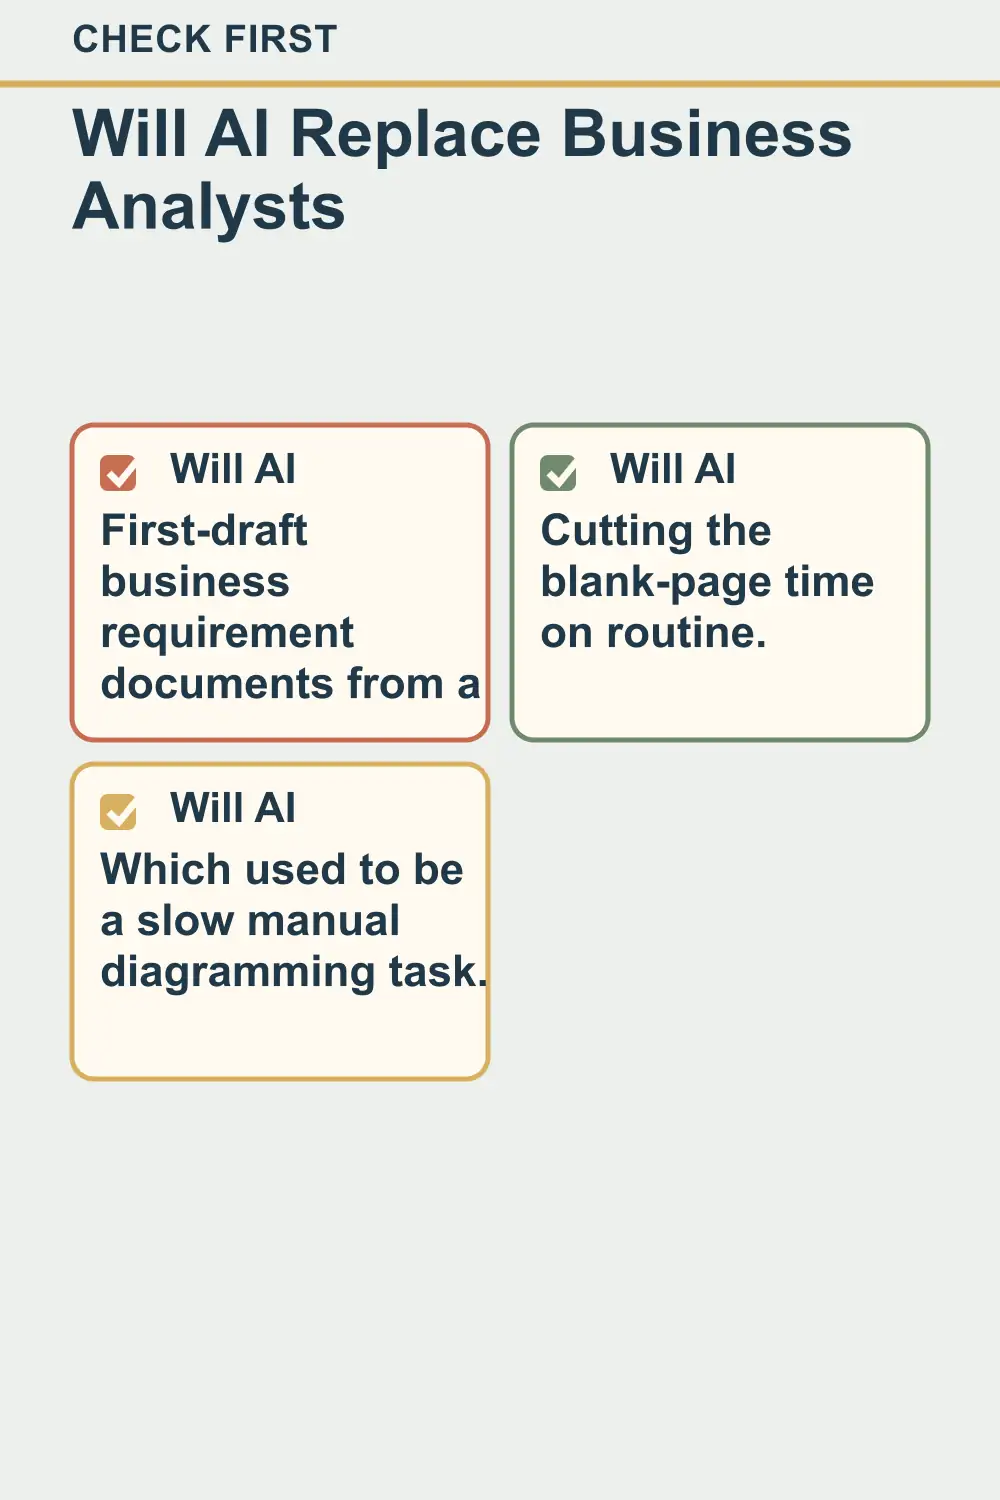 CHECK FIRST
Will AI Replace Business
Analysts
Will AI
First-draft
business
requirement
documents from a
Will AI
Cutting the
blank-page time
on routine.
Will AI
Which used to be
a slow manual
diagramming task.